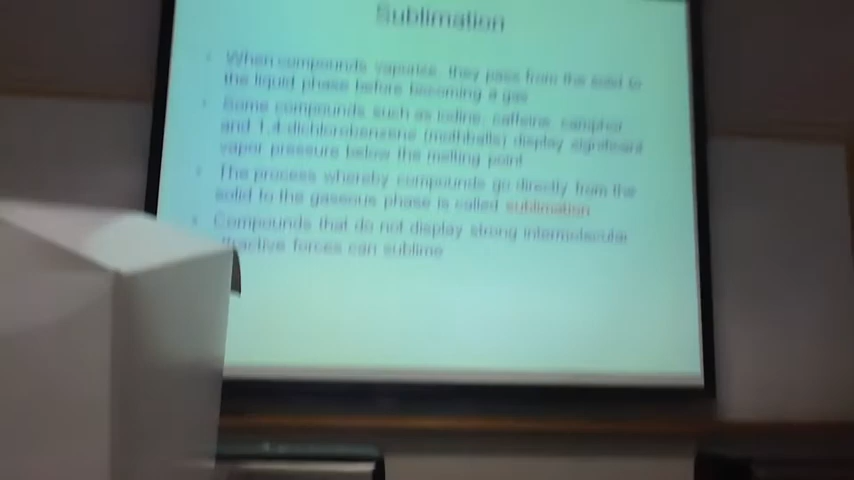 Sublimation
When compounds vaporize, they pass from the solid to
the liquid phase before becoming a gas
Some compounds such as iodine, caffeine, camphor
and 1,4-dichlorobenzene (mothballs) display significant
vapor pressure below the melting point
The process whereby compounds go directly from the
solid to the gaseous phase is called sublimation
Compounds that do not display strong intermolecular
ttractive forces can sublime